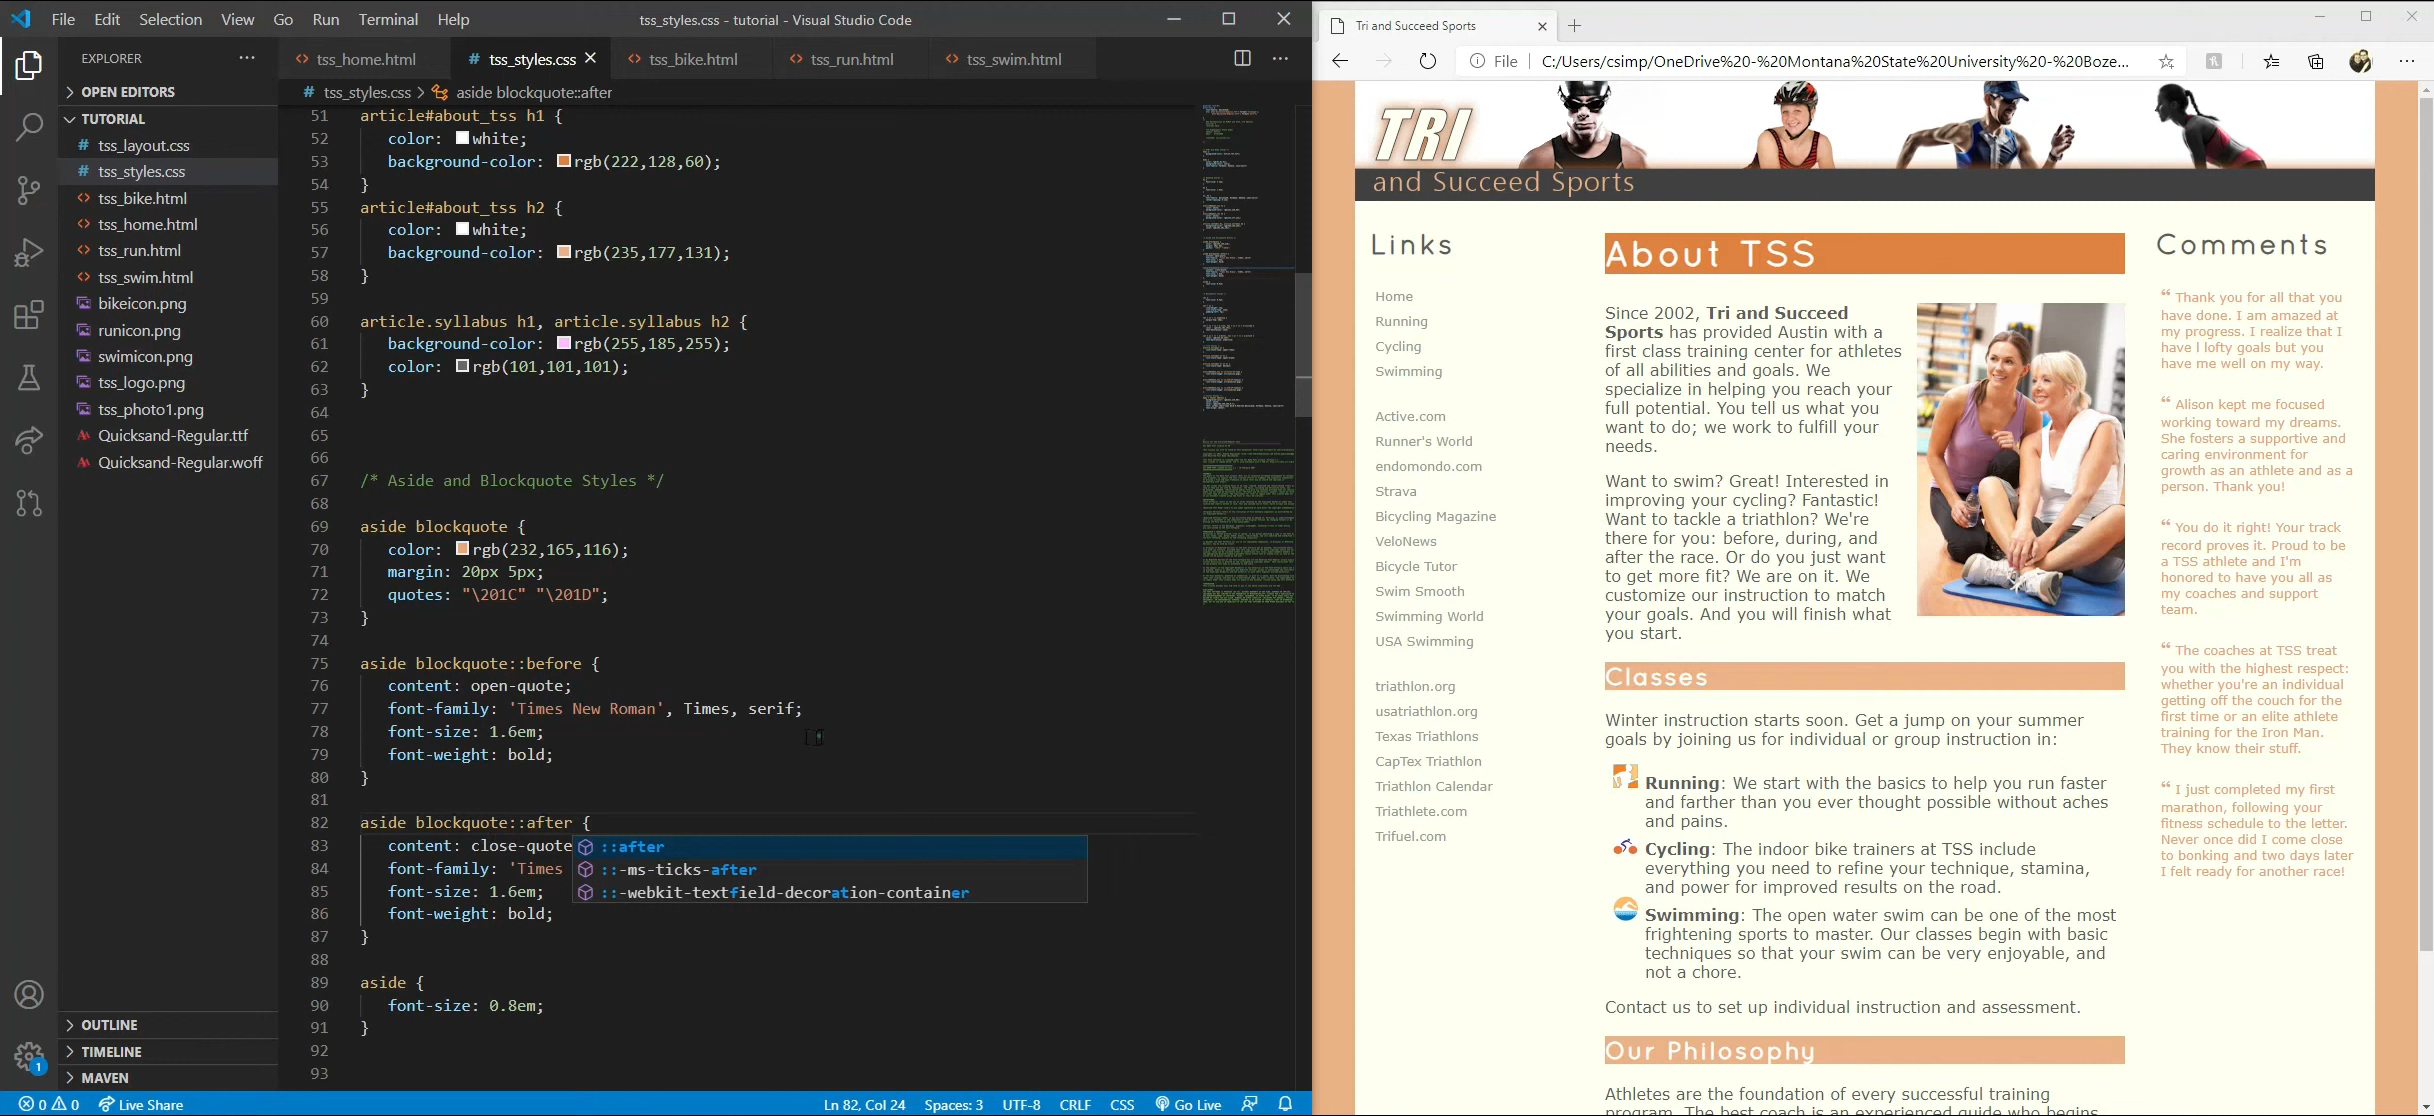 File Edit Selection View Go Run Terminal Help
tss_styles.css - tutorial - Visual Studio Code
EXPLORER
OPEN EDITORS
TUTORIAL
# tss_layout.css
# tss_styles.css
<> tss_bike.html
<> tss_home.html
<> tss_run.html
<> tss_swim.html
bikeicon.png
runicon.png
swimicon.png
tss_logo.png
tss_photo1.png
Quicksand-Regular.ttf
Quicksand-Regular.woff
OUTLINE
TIMELINE
MAVEN
1
<> tss_home.html
# tss_styles.css
<> tss_bike.html
<> tss_run.html
<> tss_swim.html
# tss_styles.css > aside blockquote::after
51 article#about_tss h1 {
52 color: white;
53 background-color: rgb(222,128,60);
54 }
55 article#about_tss h2 {
56 color: white;
57 background-color: rgb(235,177,131);
58 }
59
60 article.syllabus h1, article.syllabus h2 {
61 background-color: rgb(255,185,255);
62 color: rgb(101,101,101);
63 }
64
65
66
67 /* Aside and Blockquote Styles */
68
69 aside blockquote {
70 color: rgb(232,165,116);
71 margin: 20px 5px;
72 quotes: "\201C" "\201D";
73 }
74
75 aside blockquote::before {
76 content: open-quote;
77 font-family: 'Times New Roman', Times, serif;
78 font-size: 1.6em;
79 font-weight: bold;
80 }
81
82 aside blockquote::after {
83 content: close-quote
84 font-family: 'Times
85 font-size: 1.6em;
86 font-weight: bold;
87 }
88
89 aside {
90 font-size: 0.8em;
91 }
92
93
::after
::-ms-ticks-after
::-webkit-textfield-decoration-container
0 0 Live Share
Ln 82, Col 24 Spaces: 3 UTF-8 CRLF CSS Go Live
Tri and Succeed Sports
File C:/Users/csimp/OneDrive%20-%20Montana%20State%20University%20-%20Boze...
TRI
and Succeed Sports
Links
Home
Running
Cycling
Swimming
Active.com
Runner's World
endomondo.com
Strava
Bicycling Magazine
VeloNews
Bicycle Tutor
Swim Smooth
Swimming World
USA Swimming
triathlon.org
usatriathlon.org
Texas Triathlons
CapTex Triathlon
Triathlon Calendar
Triathlete.com
Trifuel.com
About TSS
Since 2002, Tri and Succeed
Sports has provided Austin with a
first class training center for athletes
of all abilities and goals. We
specialize in helping you reach your
full potential. You tell us what you
want to do; we work to fulfill your
needs.
Want to swim? Great! Interested in
improving your cycling? Fantastic!
Want to tackle a triathlon? We're
there for you: before, during, and
after the race. Or do you just want
to get more fit? We are on it. We
customize our instruction to match
your goals. And you will finish what
you start.
Classes
Winter instruction starts soon. Get a jump on your summer
goals by joining us for individual or group instruction in:
Running: We start with the basics to help you run faster
and farther than you ever thought possible without aches
and pains.
Cycling: The indoor bike trainers at TSS include
everything you need to refine your technique, stamina,
and power for improved results on the road.
Swimming: The open water swim can be one of the most
frightening sports to master. Our classes begin with basic
techniques so that your swim can be very enjoyable, and
not a chore.
Contact us to set up individual instruction and assessment.
Our Philosophy
Athletes are the foundation of every successful training
program. The best coach is an experienced guide who begins
Comments
“ Thank you for all that you
have done. I am amazed at
my progress. I realize that I
have l lofty goals but you
have me well on my way.
“ Alison kept me focused
working toward my dreams.
She fosters a supportive and
caring environment for
growth as an athlete and as a
person. Thank you!
“ You do it right! Your track
record proves it. Proud to be
a TSS athlete and I'm
honored to have you all as
my coaches and support
team.
“ The coaches at TSS treat
you with the highest respect:
whether you're an individual
getting off the couch for the
first time or an elite athlete
training for the Iron Man.
They know their stuff.
“ I just completed my first
marathon, following your
fitness schedule to the letter.
Never once did I come close
to bonking and two days later
I felt ready for another race!